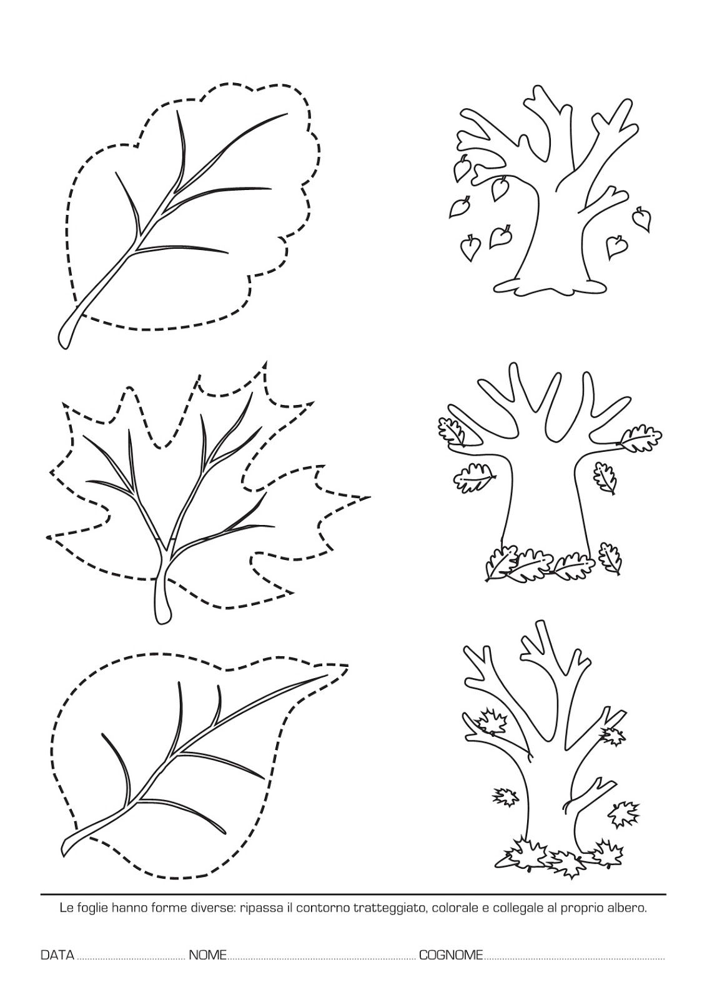 Le foglie hanno forme diverse: ripassa il contorno tratteggiato, colorale e collegale al proprio albero.
DATA ........................................ NOME........................................................................ COGNOME......................................................................